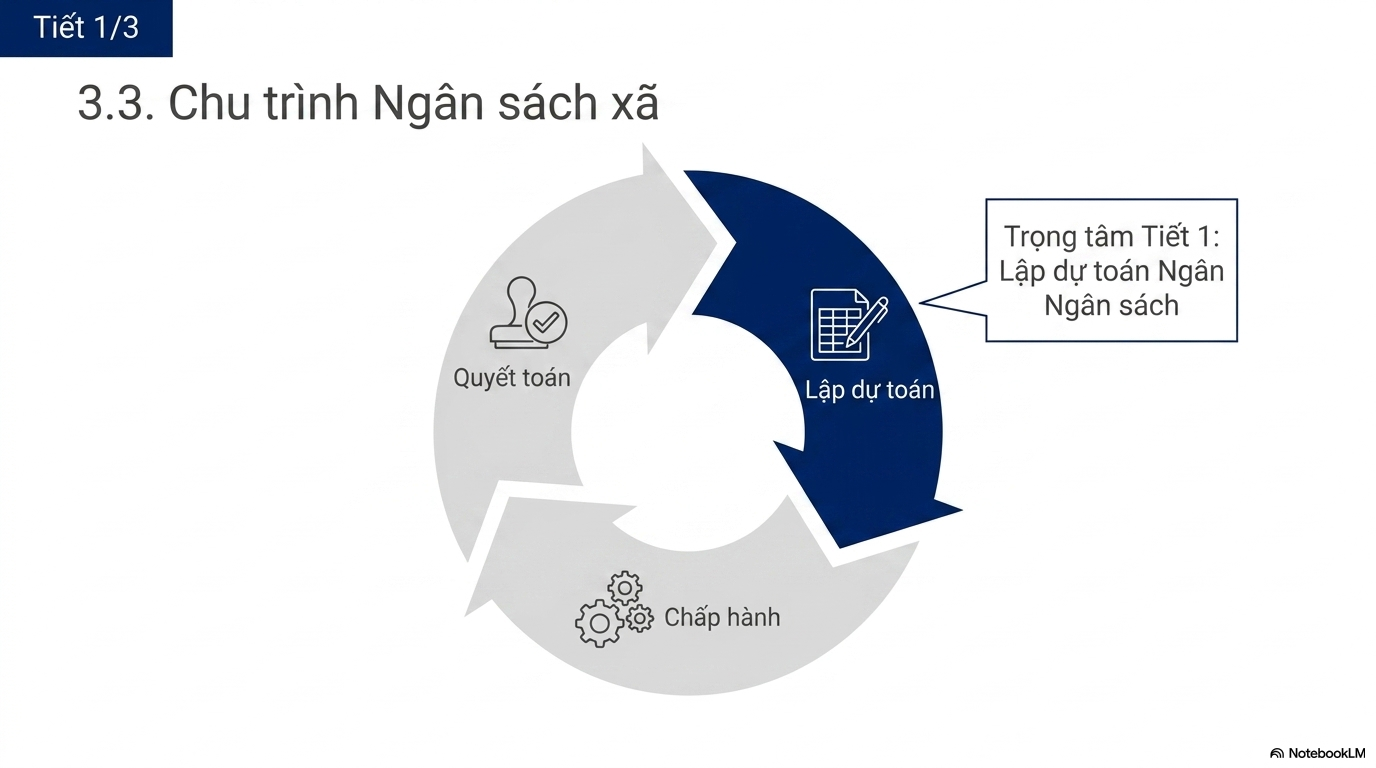 Tiết 1/3
3.3. Chu trình Ngân sách xã
Trọng tâm Tiết 1:
Lập dự toán Ngân
Ngân sách
Quyết toán
Lập dự toán
Chấp hành
NotebookLM